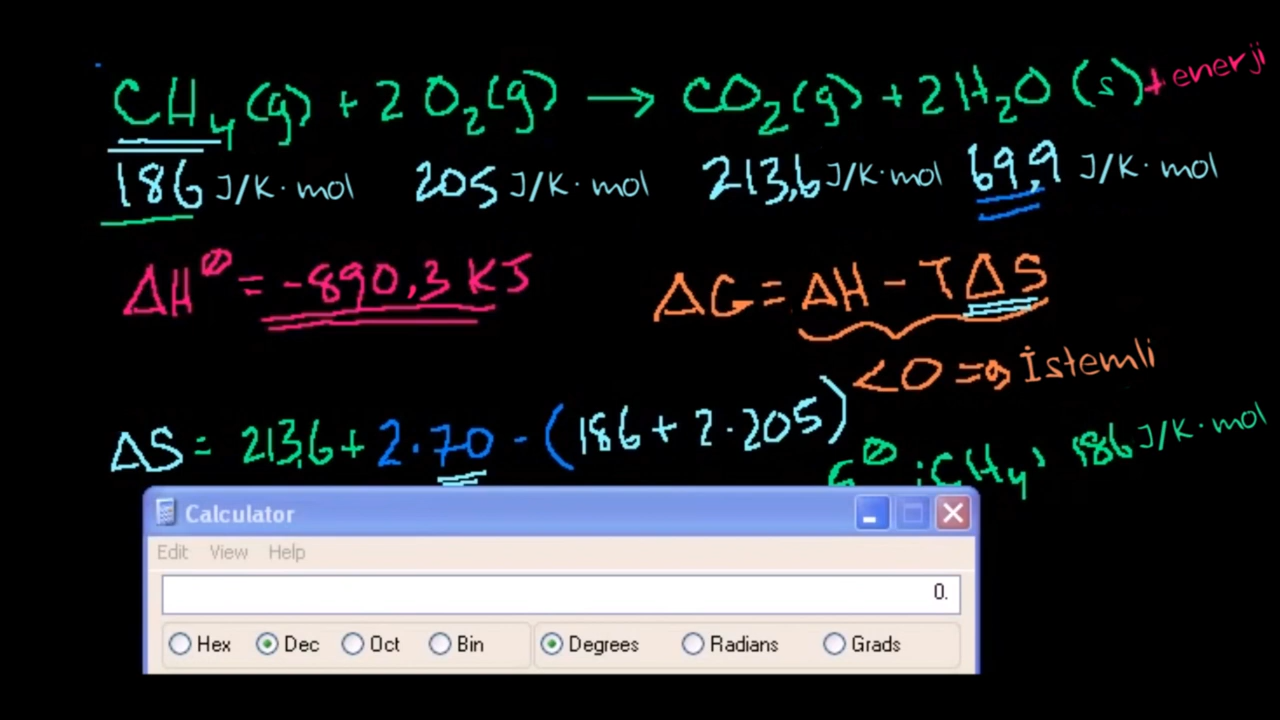 CH₄(g) + 2 O₂(g) → CO₂(g) + 2H₂O (s) + enerji
186 J/K·mol 205 J/K·mol 213,6 J/K·mol 69,9 J/K·mol
ΔH = -890,3 KJ ΔG = ΔH - TΔS
<0 ⇒ İstemli
ΔS = 213,6 + 2·70 - (186 + 2·205)
CH₄, 186 J/K·mol
Calculator
Edit View Help
0.
Hex Dec Oct Bin Degrees Radians Grads